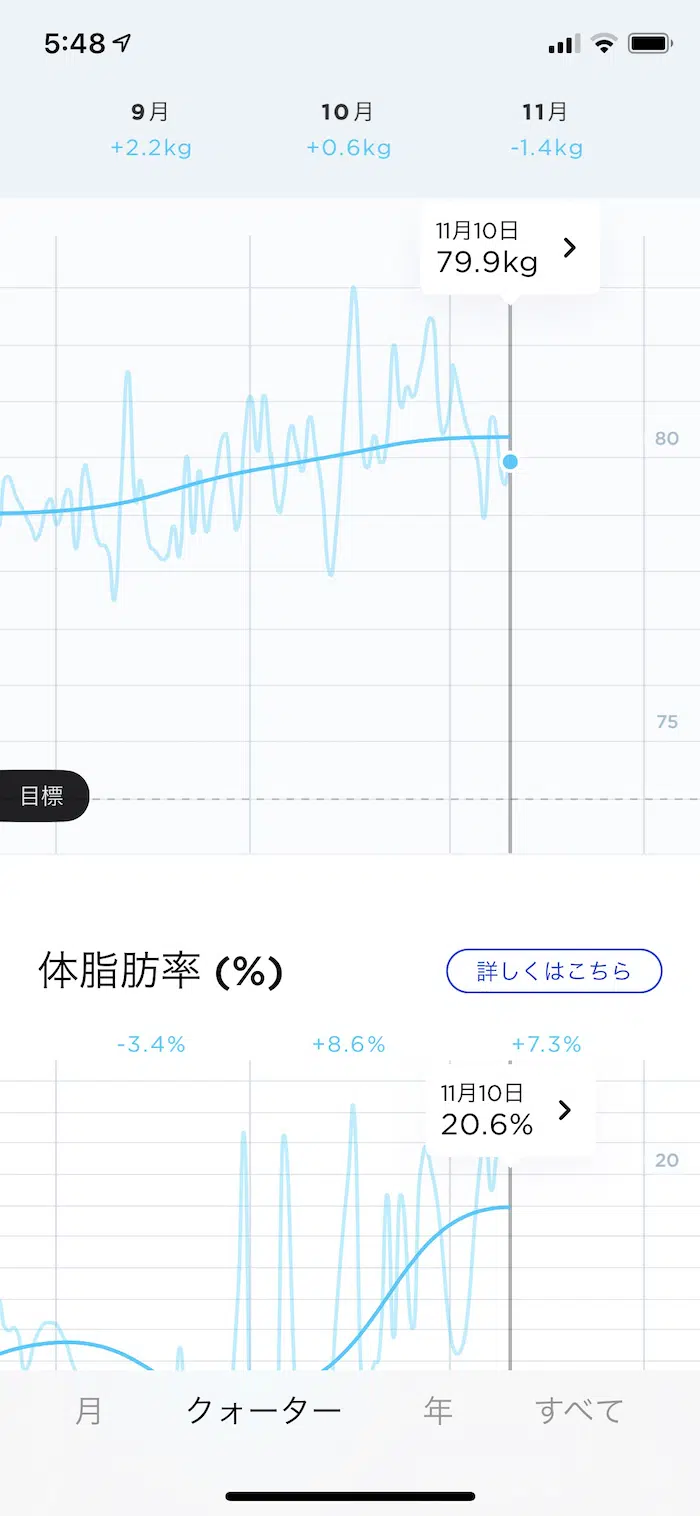 5:48
9月 10月 11月
+2.2kg +0.6kg -1.4kg
11月10日
79.9kg
80
75
目標
体脂肪率 (%) 詳しくはこちら
-3.4% +8.6% +7.3%
11月10日
20.6%
20
月 クォーター 年 すべて